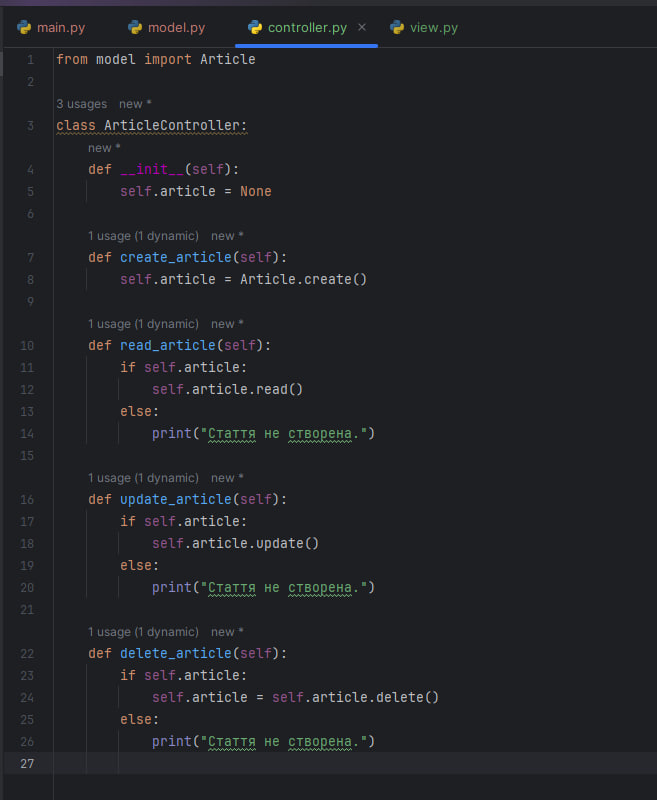 main.py model.py controller.py × view.py
1 from model import Article
2
3 usages new *
3 class ArticleController:
new *
4 def __init__(self):
5 self.article = None
6
1 usage (1 dynamic) new *
7 def create_article(self):
8 self.article = Article.create()
9
1 usage (1 dynamic) new *
10 def read_article(self):
11 if self.article:
12 self.article.read()
13 else:
14 print("Стаття не створена.")
15
1 usage (1 dynamic) new *
16 def update_article(self):
17 if self.article:
18 self.article.update()
19 else:
20 print("Стаття не створена.")
21
1 usage (1 dynamic) new *
22 def delete_article(self):
23 if self.article:
24 self.article = self.article.delete()
25 else:
26 print("Стаття не створена.")
27